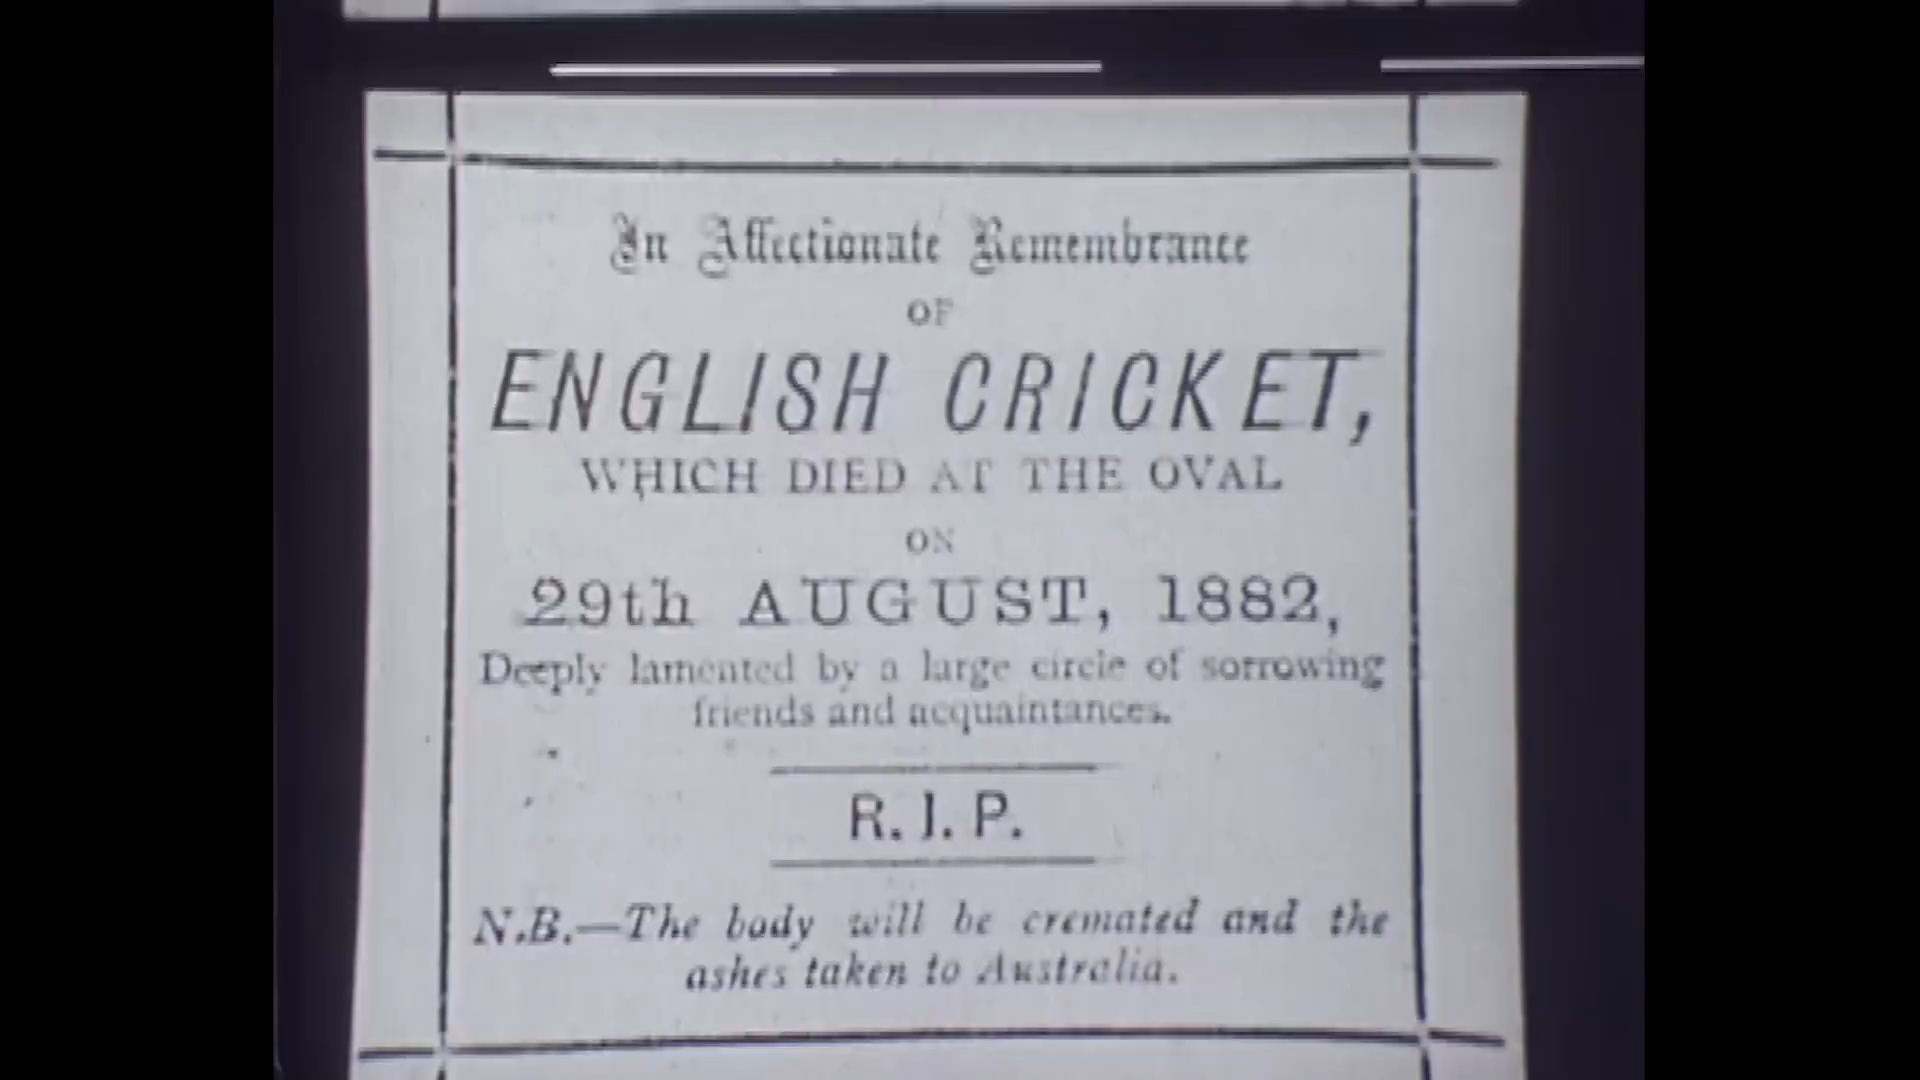 In Affectionate Remembrance
OF
ENGLISH CRICKET,
WHICH DIED AT THE OVAL
ON
29th AUGUST, 1882,
Deeply lamented by a large circle of sorrowing
friends and acquaintances.
R. I. P.
N.B.—The body will be cremated and the
ashes taken to Australia.